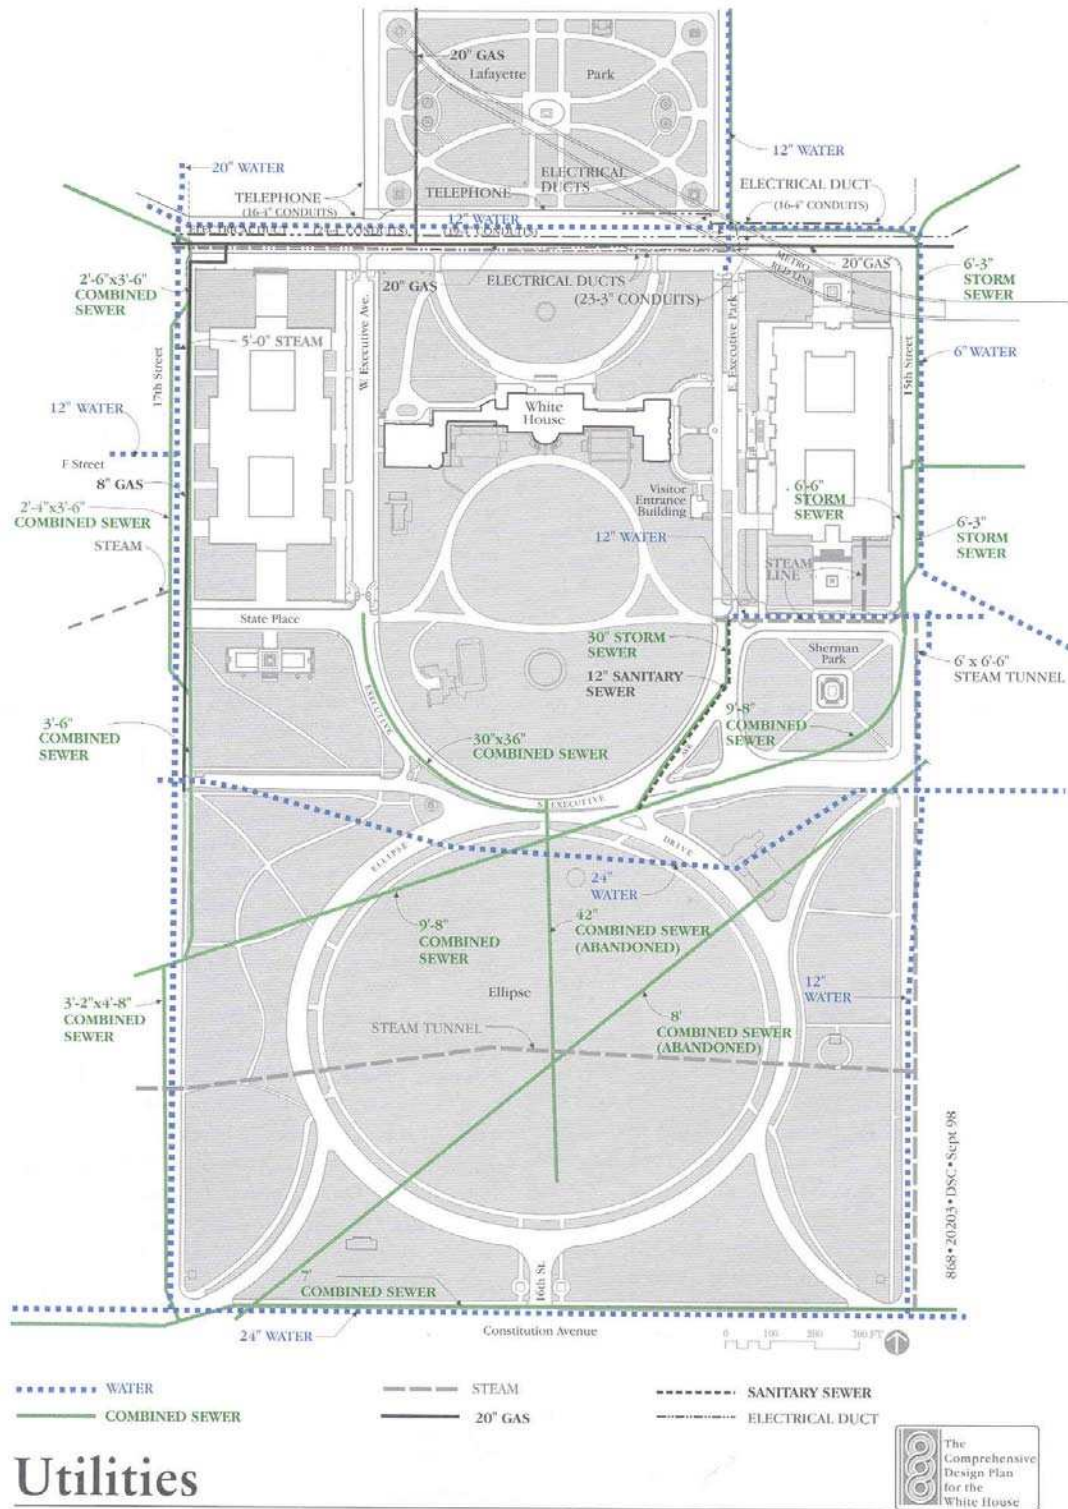 20" GAS
Lafayette
Park
12" WATER
20" WATER
TELEPHONE
(16-4" CONDUITS)
TELEPHONE
ELECTRICAL
DUCTS
ELECTRICAL DUCT
(16-4" CONDUITS)
12" WATER
METRO
RED LINE
20" GAS
20" GAS
ELECTRICAL DUCTS
(23-3" CONDUITS)
2'-6"x3'-6"
COMBINED
SEWER
6'-3"
STORM
SEWER
5'-0" STEAM
17th Street
W. Executive Ave.
E. Executive Park
15th Street
6" WATER
White
House
12" WATER
F Street
8" GAS
2'-4"x3'-6"
COMBINED SEWER
STEAM
Visitor
Entrance
Building
12" WATER
6'-6"
STORM
SEWER
6'-3"
STORM
SEWER
STEAM
LINE
State Place
30" STORM
SEWER
12" SANITARY
SEWER
Sherman
Park
6' x 6'-6"
STEAM TUNNEL
9'-8"
COMBINED
SEWER
3'-6"
COMBINED
SEWER
EXECUTIVE
30"x36"
COMBINED SEWER
AVE
S. EXECUTIVE
ELLIPSE
DRIVE
24"
WATER
9'-8"
COMBINED
SEWER
42"
COMBINED SEWER
(ABANDONED)
12"
WATER
3'-2"x4'-8"
COMBINED
SEWER
Ellipse
8'
COMBINED SEWER
(ABANDONED)
STEAM TUNNEL
868•20203•DSC•Sept 98
7'
COMBINED SEWER
16th St.
24" WATER
Constitution Avenue
0 100 200 300 FT
WATER
STEAM
SANITARY SEWER
COMBINED SEWER
20" GAS
ELECTRICAL DUCT
Utilities
The
Comprehensive
Design Plan
for the
White House